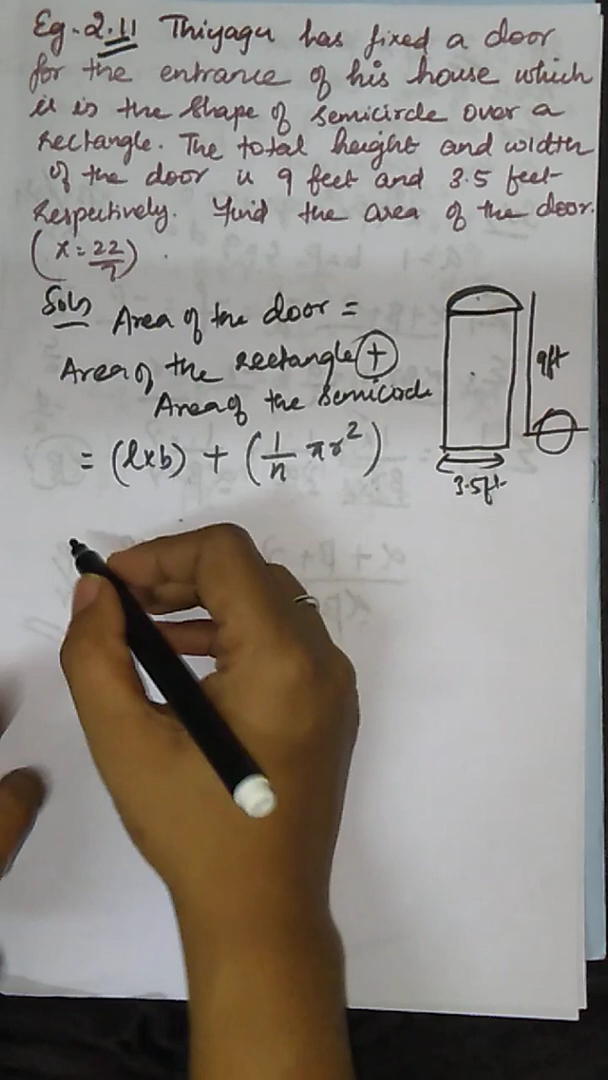 Eg. 2.11 Thiyagu has fixed a door
for the entrance of his house which
it is the shape of semicircle over a
Rectangle. The total height and width
of the door is 9 feet and 3.5 feet
Respectively. Find the area of the door.
(π = 22/7)
Soln Area of the door =
Area of the Rectangle +
Area of the semicircle
= (l×b) + (1/2 πr²)
9ft
3.5ft